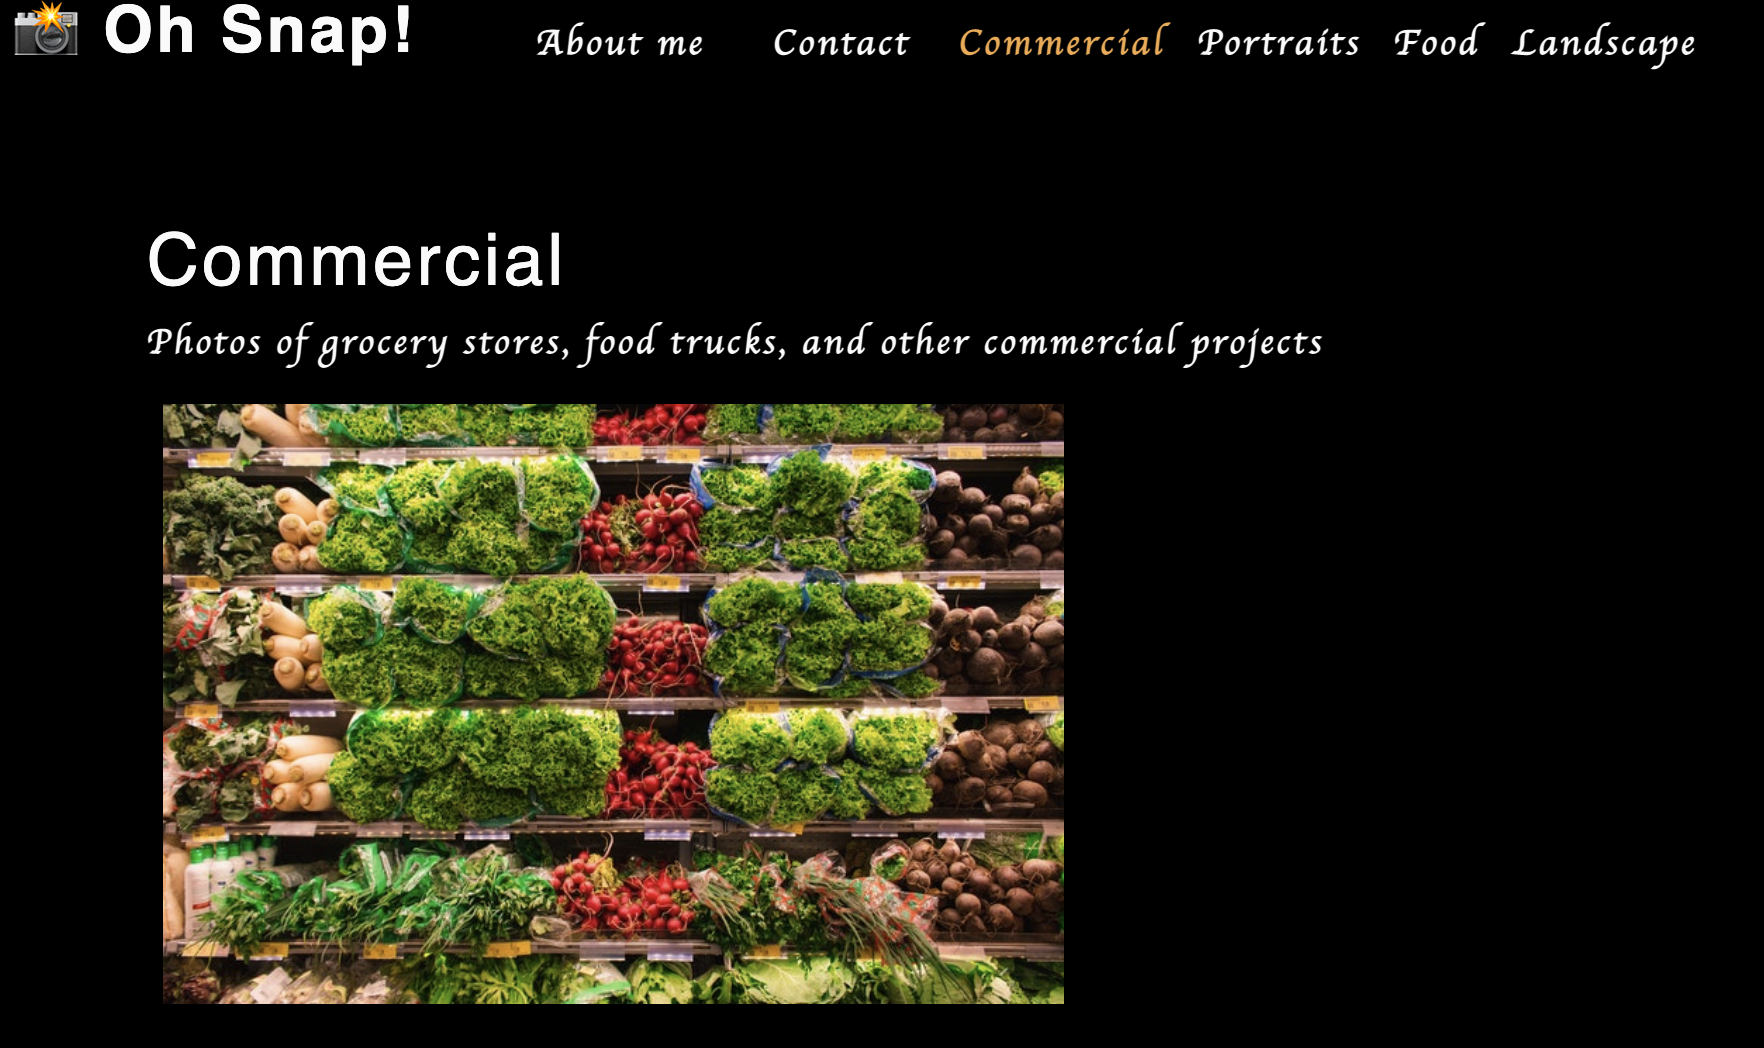 📸 Oh Snap!
About me Contact Commercial Portraits Food Landscape
Commercial
Photos of grocery stores, food trucks, and other commercial projects